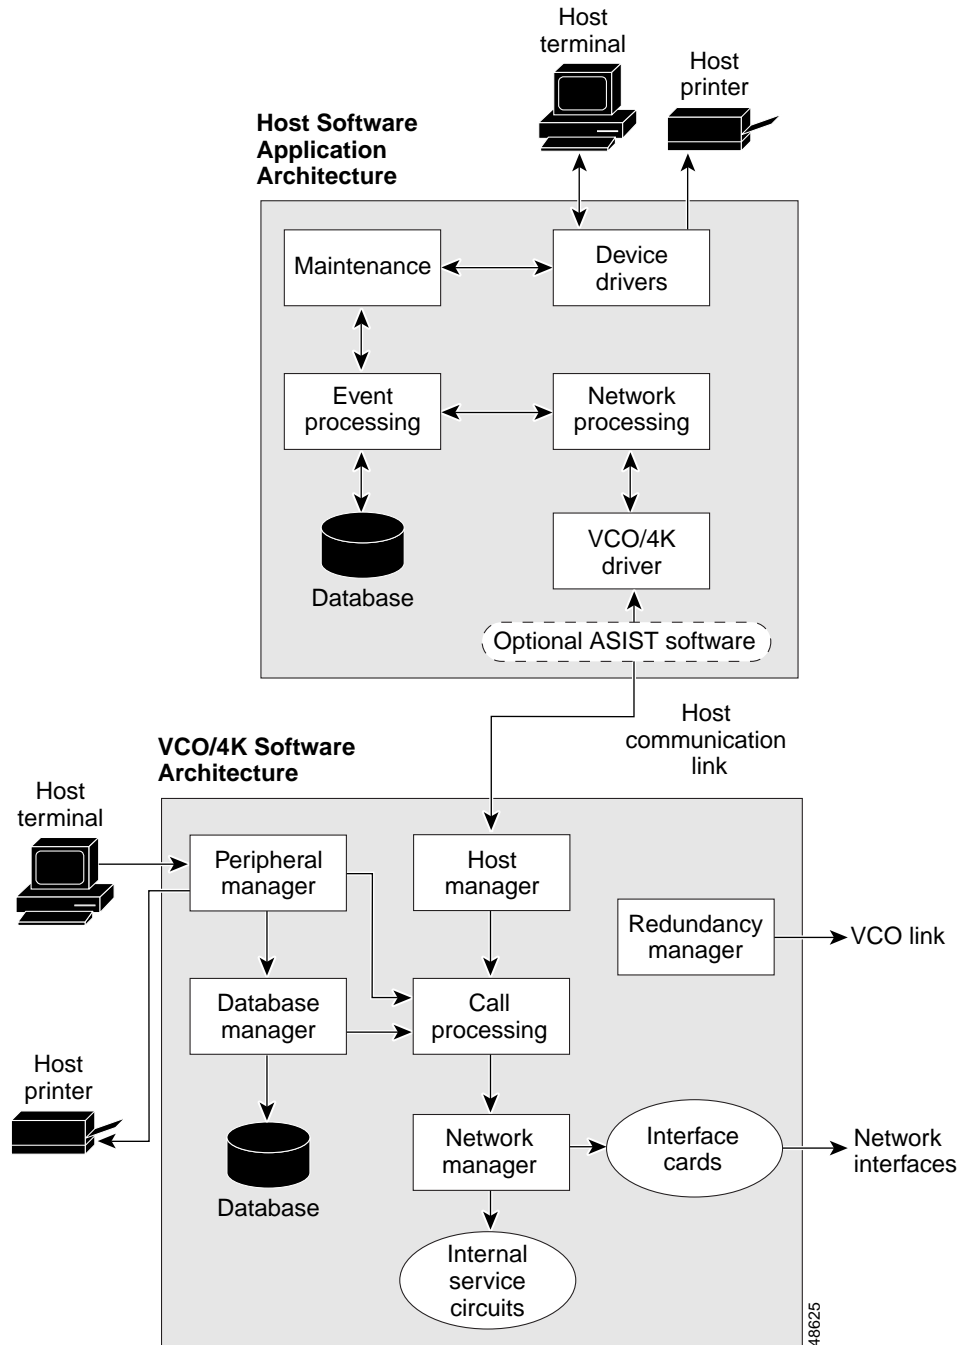 Host
terminal
Host
printer
Host Software
Application
Architecture
Maintenance
Device
drivers
Event
processing
Network
processing
VCO/4K
driver
Database
Optional ASIST software
Host
communication
link
VCO/4K Software
Architecture
Host
terminal
Peripheral
manager
Host
manager
Redundancy
manager
VCO link
Database
manager
Call
processing
Host
printer
Network
manager
Interface
cards
Network
interfaces
Database
Internal
service
circuits
48625